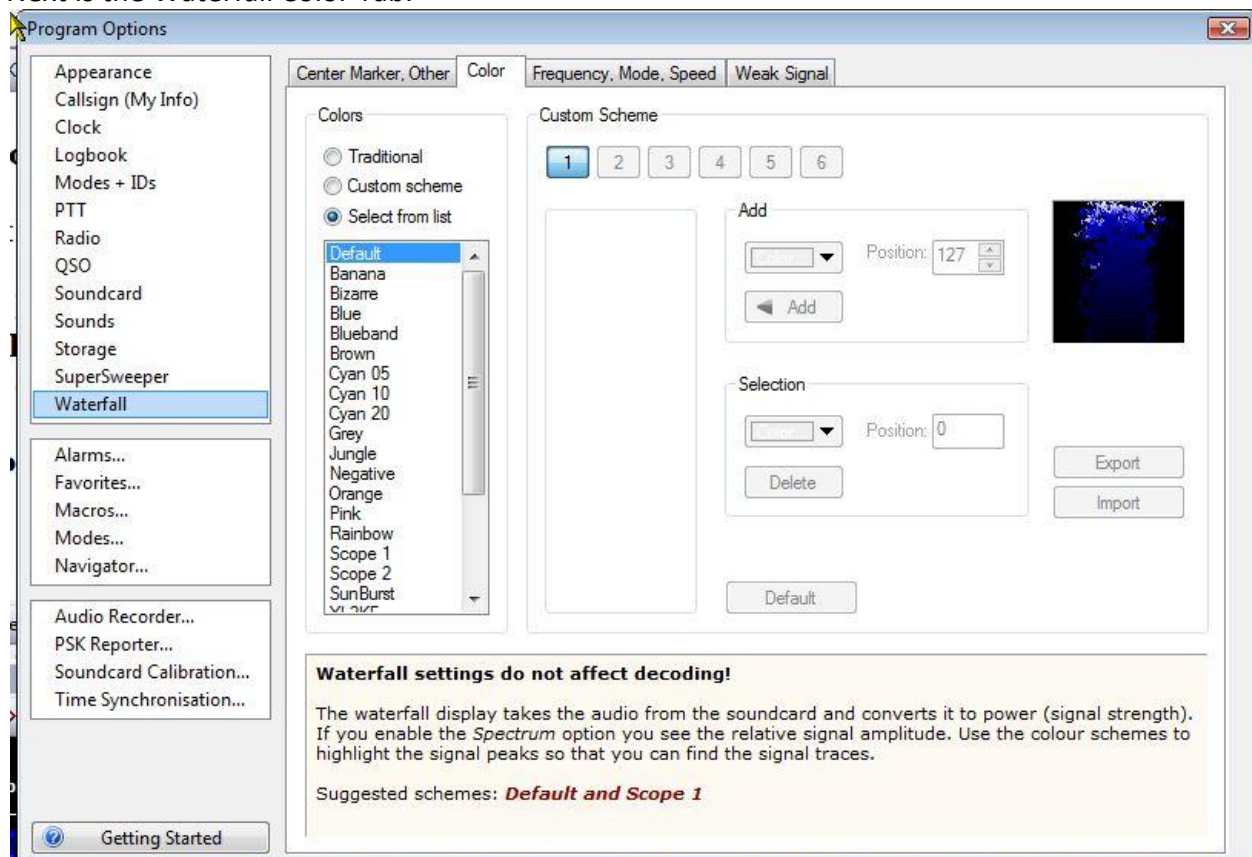 Next is the Waterfall Color Tab.
Program Options
Appearance
Callsign (My Info)
Clock
Logbook
Modes + IDs
PTT
Radio
QSO
Soundcard
Sounds
Storage
SuperSweeper
Waterfall
Alarms...
Favorites...
Macros...
Modes...
Navigator...
Audio Recorder...
PSK Reporter...
Soundcard Calibration...
Time Synchronisation...
Getting Started
Center Marker, Other
Color
Frequency, Mode, Speed
Weak Signal
Colors
Traditional
Custom scheme
Select from list
Default
Banana
Bizarre
Blue
Blueband
Brown
Cyan 05
Cyan 10
Cyan 20
Grey
Jungle
Negative
Orange
Pink
Rainbow
Scope 1
Scope 2
SunBurst
Custom Scheme
1 2 3 4 5 6
Add
Color...
Position: 127
Add
Selection
Color...
Position: 0
Delete
Default
Export
Import
Waterfall settings do not affect decoding!
The waterfall display takes the audio from the soundcard and converts it to power (signal strength).
If you enable the Spectrum option you see the relative signal amplitude. Use the colour schemes to
highlight the signal peaks so that you can find the signal traces.
Suggested schemes: Default and Scope 1